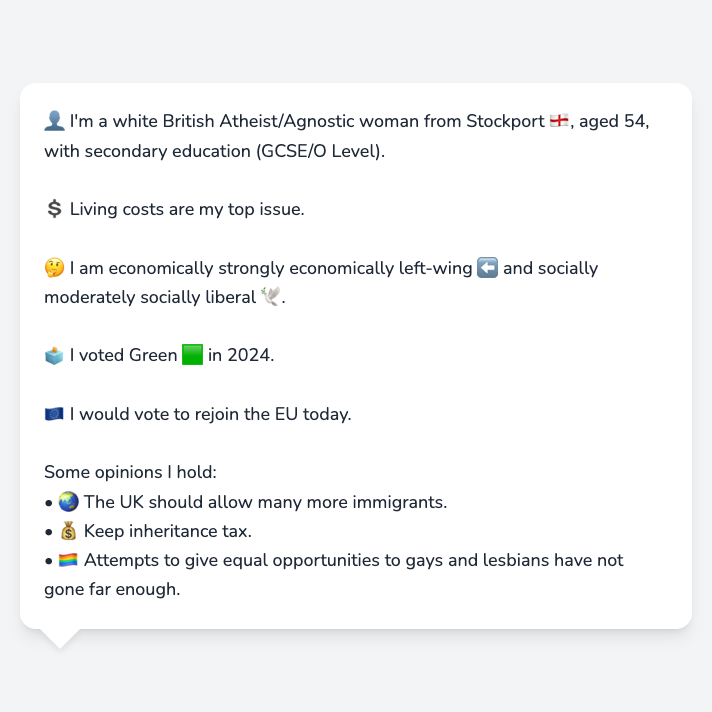 👤 I'm a white British Atheist/Agnostic woman from Stockport 🏴󠁧󠁢󠁥󠁮󠁧󠁿, aged 54,
with secondary education (GCSE/O Level).
💲 Living costs are my top issue.
🤔 I am economically strongly economically left-wing ⬅️ and socially
moderately socially liberal 🕊️.
🗳️ I voted Green 🟩 in 2024.
🇪🇺 I would vote to rejoin the EU today.
Some opinions I hold:
• 🌏 The UK should allow many more immigrants.
• 💰 Keep inheritance tax.
• 🏳️‍🌈 Attempts to give equal opportunities to gays and lesbians have not
gone far enough.